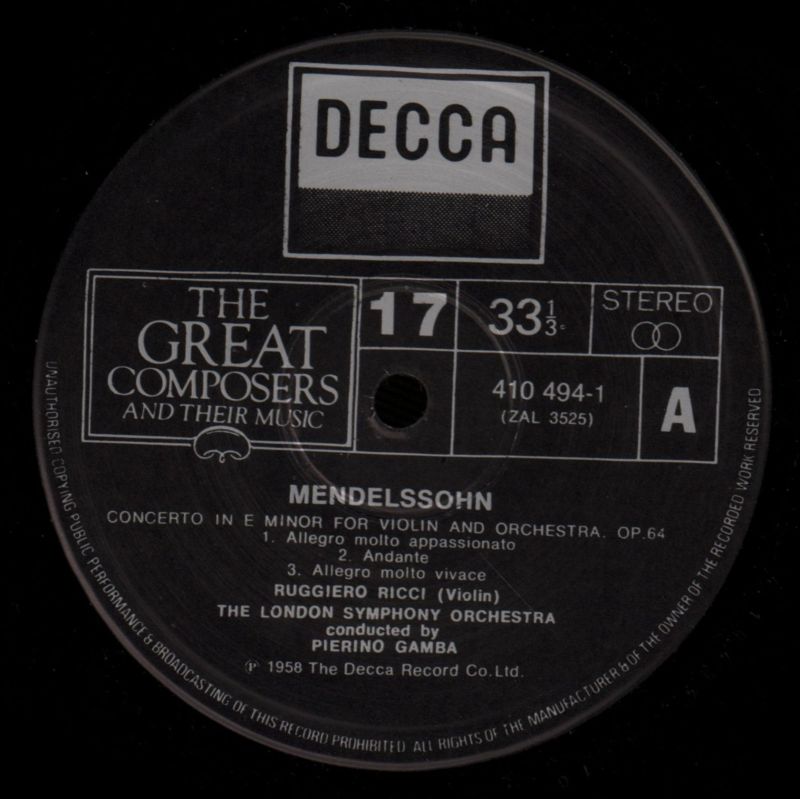 DECCA
THE
GREAT
COMPOSERS
AND THEIR MUSIC
17
33 1/3
STEREO
410 494-1
(ZAL 3525)
A
MENDELSSOHN
CONCERTO IN E MINOR FOR VIOLIN AND ORCHESTRA. OP.64
1. Allegro molto appassionato
2. Andante
3. Allegro molto vivace
RUGGIERO RICCI (Violin)
THE LONDON SYMPHONY ORCHESTRA
conducted by
PIERINO GAMBA
℗ 1958 The Decca Record Co. Ltd.
UNAUTHORISED COPYING PUBLIC PERFORMANCE & BROADCASTING OF THIS RECORD PROHIBITED ALL RIGHTS OF THE MANUFACTURER & OF THE OWNER OF THE RECORDED WORK RESERVED